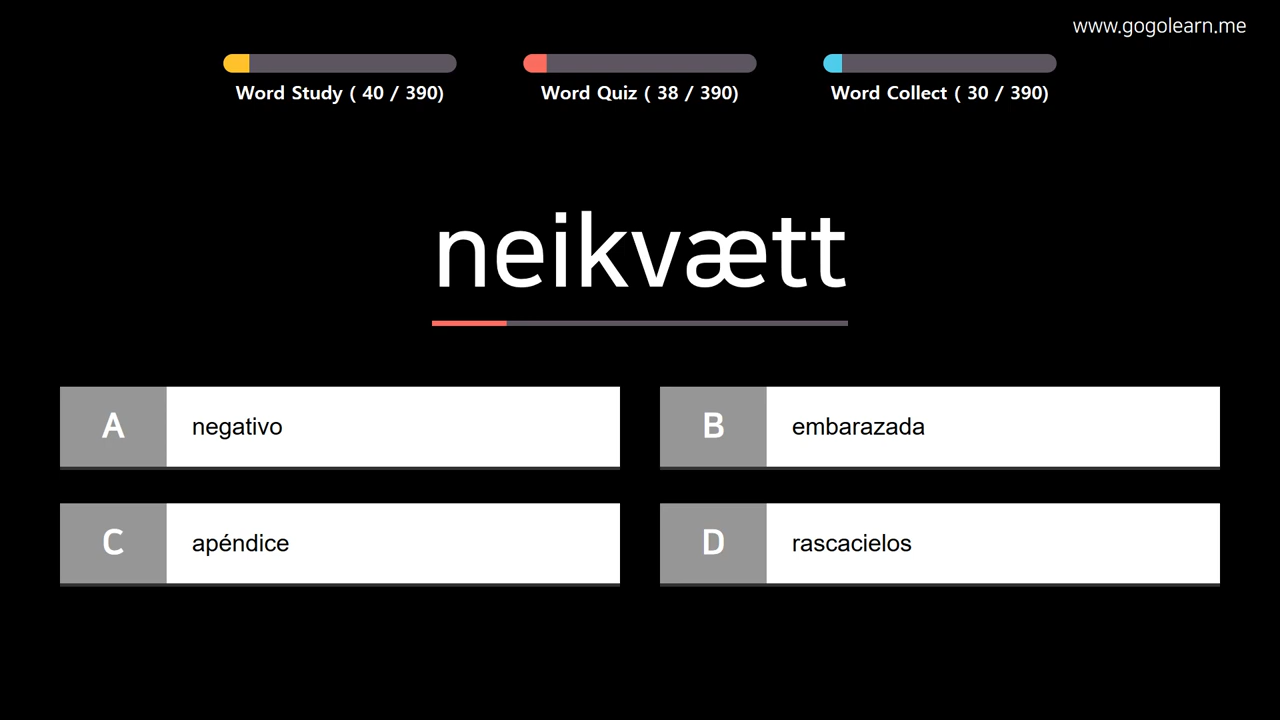 www.gogolearn.me
Word Study ( 40 / 390)
Word Quiz ( 38 / 390)
Word Collect ( 30 / 390)
neikvætt
A negativo
B embarazada
C apéndice
D rascacielos